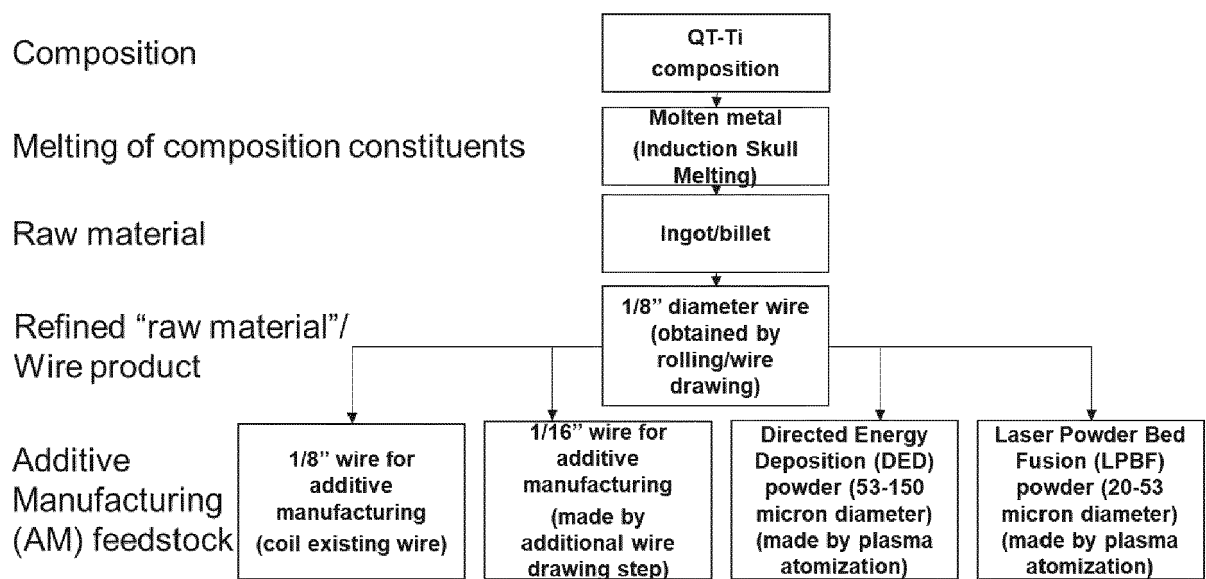 Composition
QT-Ti
composition
Melting of composition constituents
Molten metal
(Induction Skull
Melting)
Raw material
Ingot/billet
Refined “raw material”/
Wire product
1/8” diameter wire
(obtained by
rolling/wire
drawing)
Additive
Manufacturing
(AM) feedstock
1/8” wire for
additive
manufacturing
(coil existing wire)
1/16” wire for
additive
manufacturing
(made by
additional wire
drawing step)
Directed Energy
Deposition (DED)
powder (53-150
micron diameter)
(made by plasma
atomization)
Laser Powder Bed
Fusion (LPBF)
powder (20-53
micron diameter)
(made by plasma
atomization)